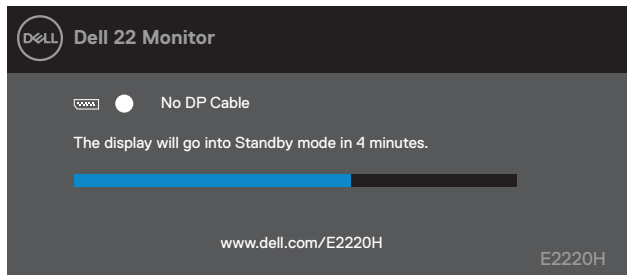 DELL
Dell 22 Monitor
No DP Cable
The display will go into Standby mode in 4 minutes.
www.dell.com/E2220H
E2220H